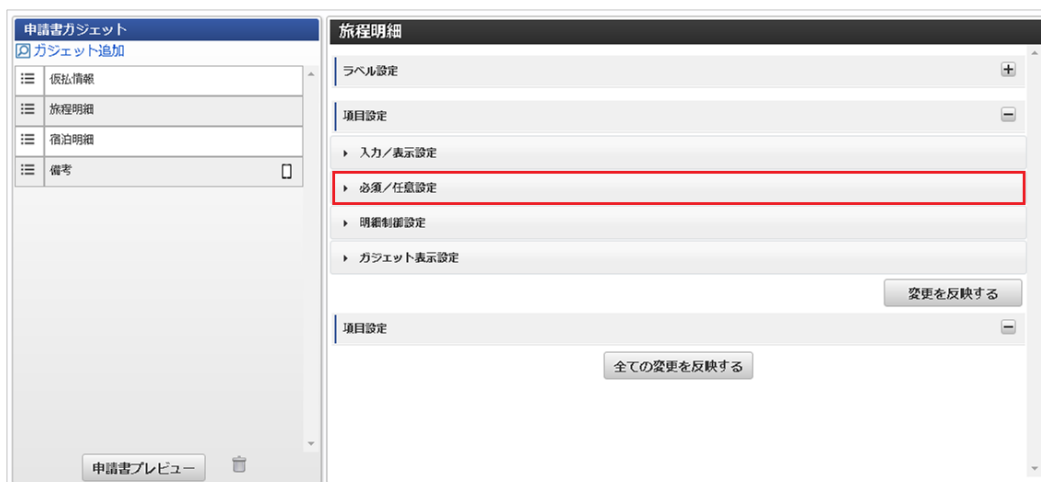 申請書ガジェット
ガジェット追加
仮払情報
旅程明細
宿泊明細
備考
申請書プレビュー
旅程明細
ラベル設定
項目設定
入力／表示設定
必須／任意設定
明細制御設定
ガジェット表示設定
変更を反映する
項目設定
全ての変更を反映する